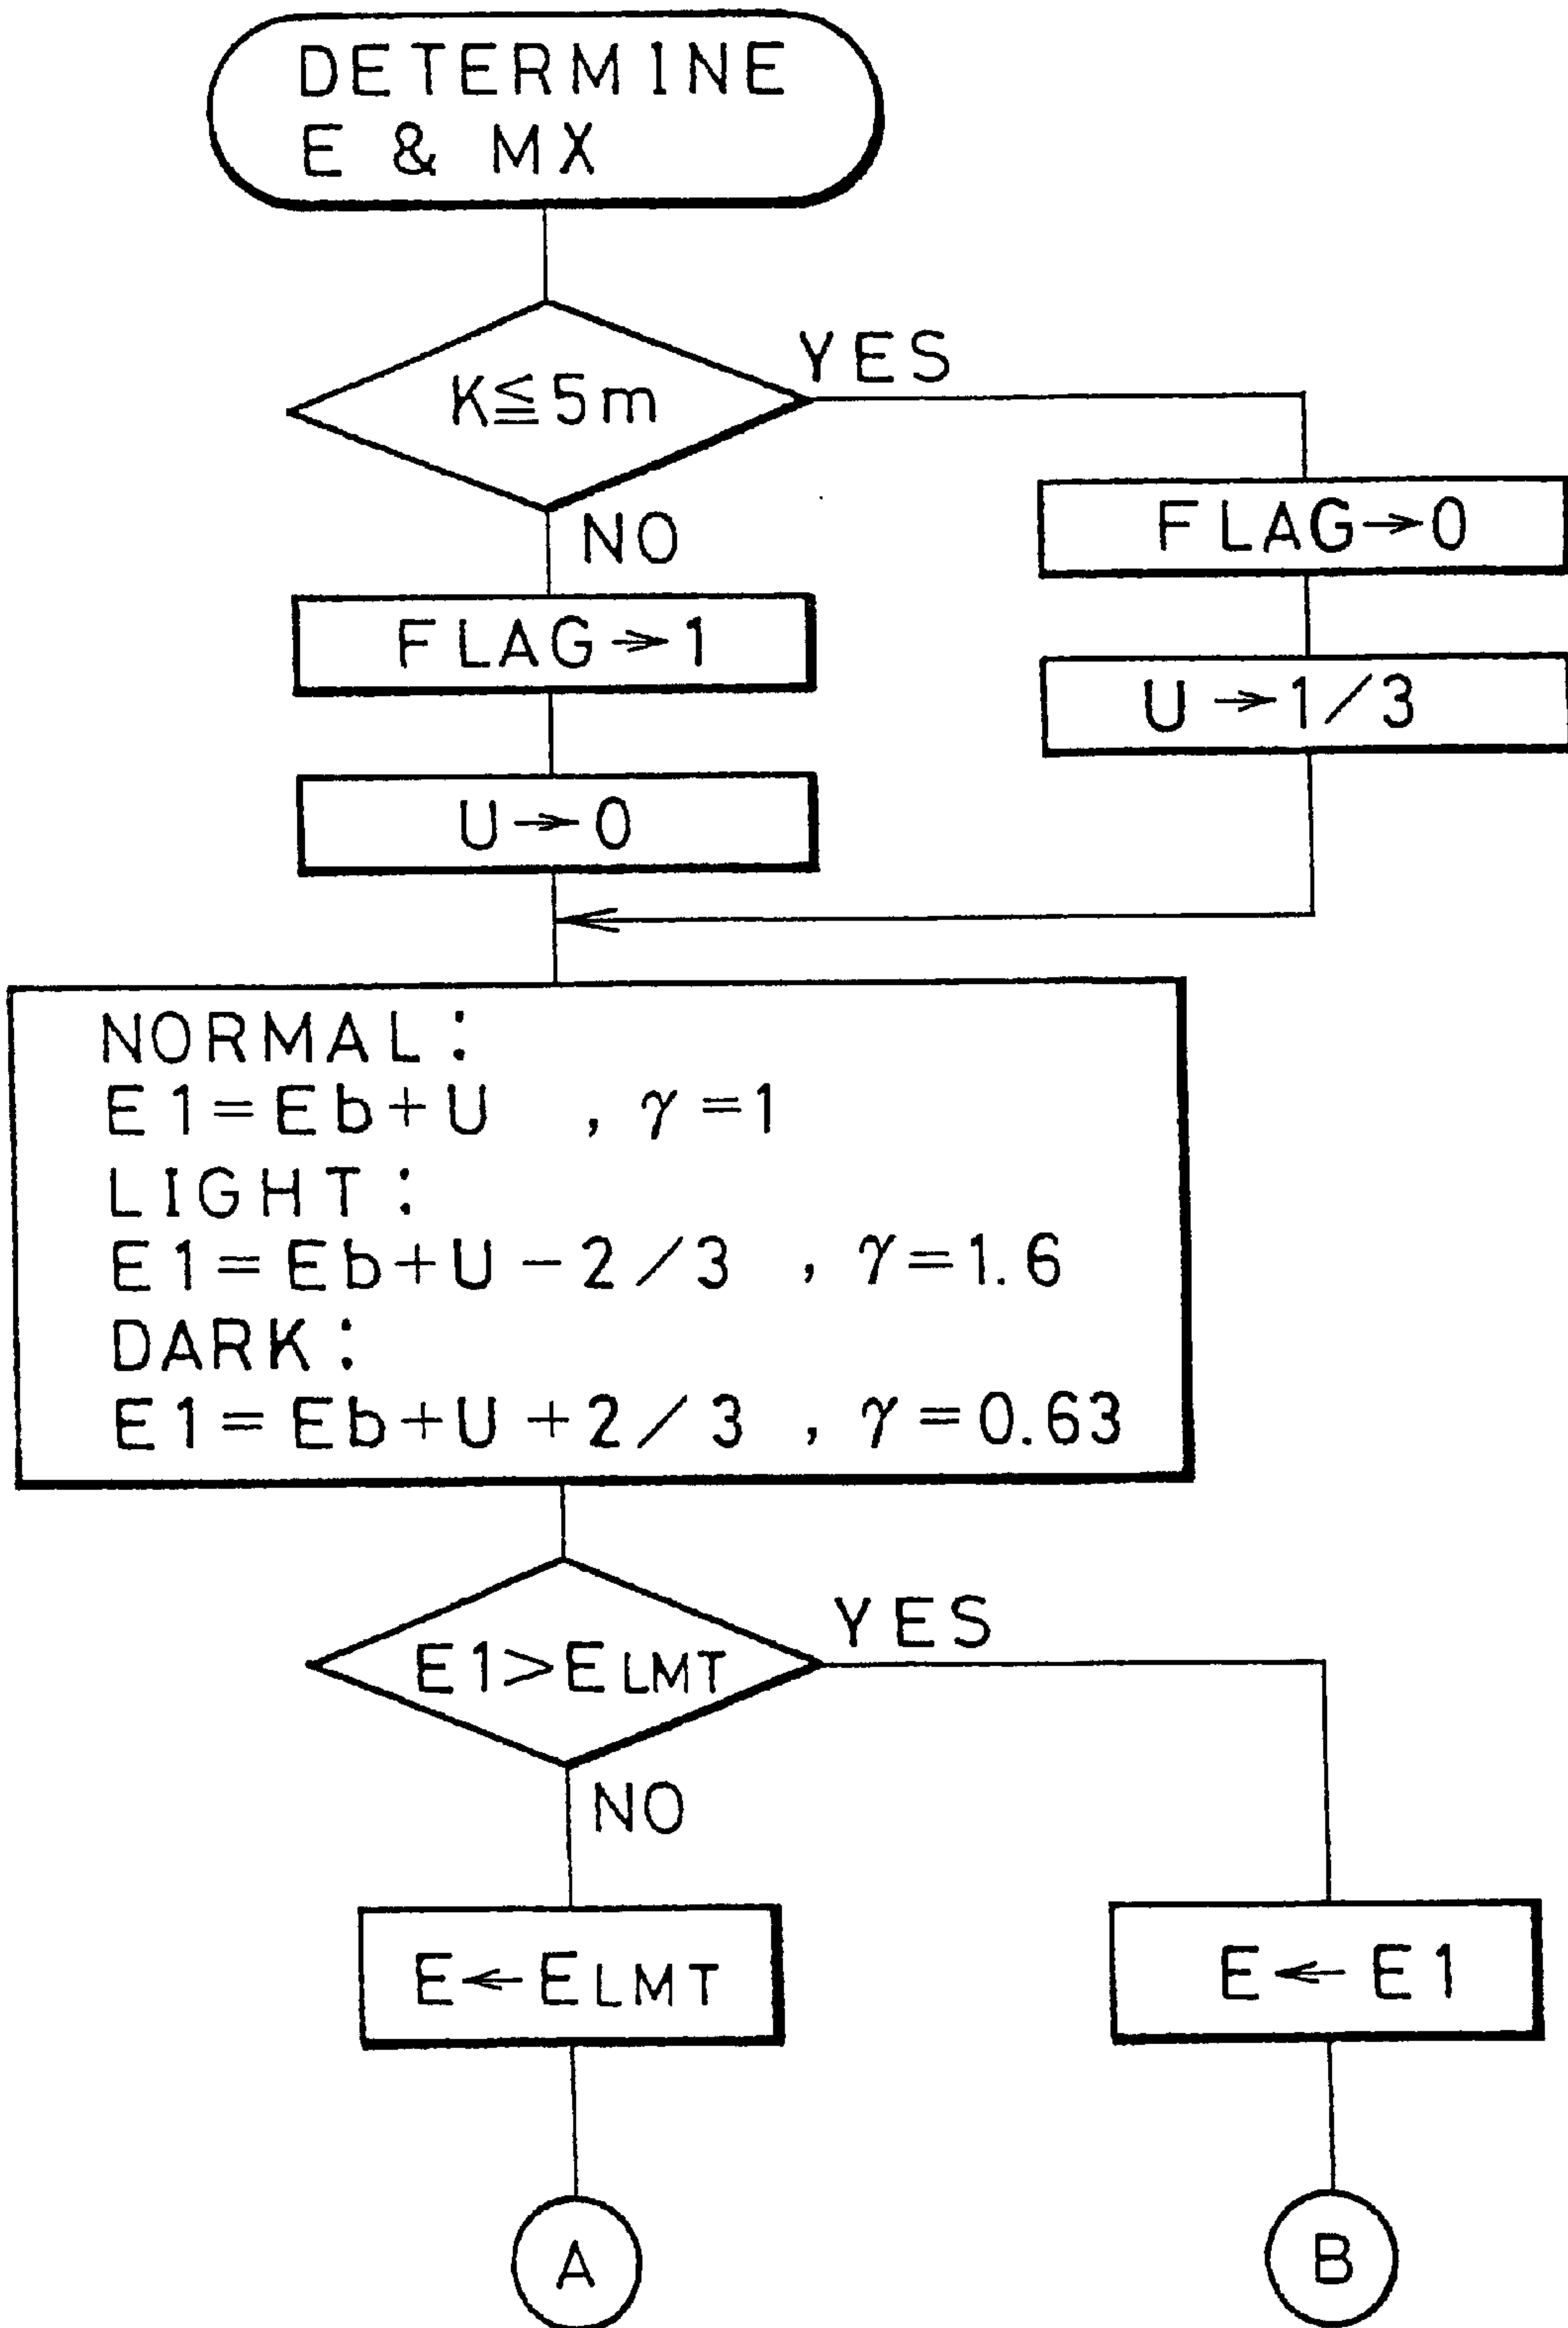 DETERMINE
E & MX
K≦5m
YES
NO
FLAG→0
FLAG→1
U→1/3
U→0
NORMAL:
E1=Eb+U , γ=1
LIGHT:
E1=Eb+U-2/3 , γ=1.6
DARK:
E1=Eb+U+2/3 , γ=0.63
E1>ELMT
YES
NO
E←ELMT
E←E1
A
B